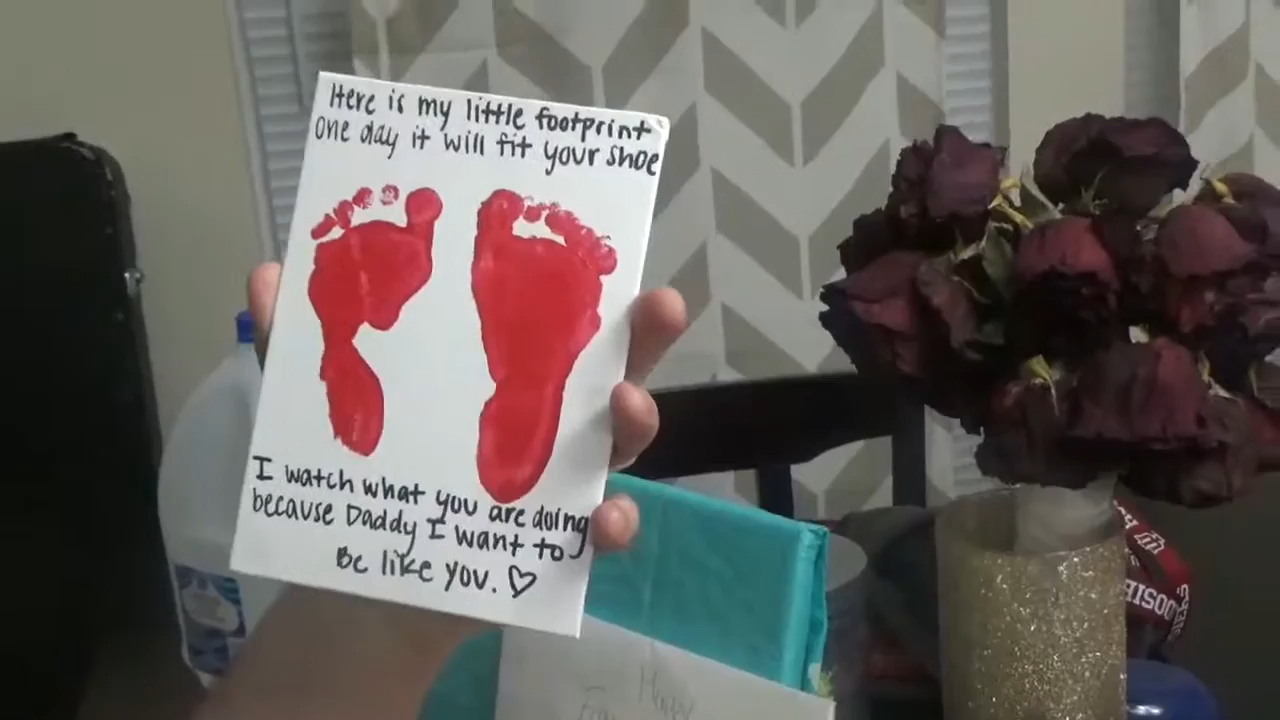 Here is my little footprint
one day it will fit your shoe
I watch what you are doing
because Daddy I want to
Be like you. ♡
Happy